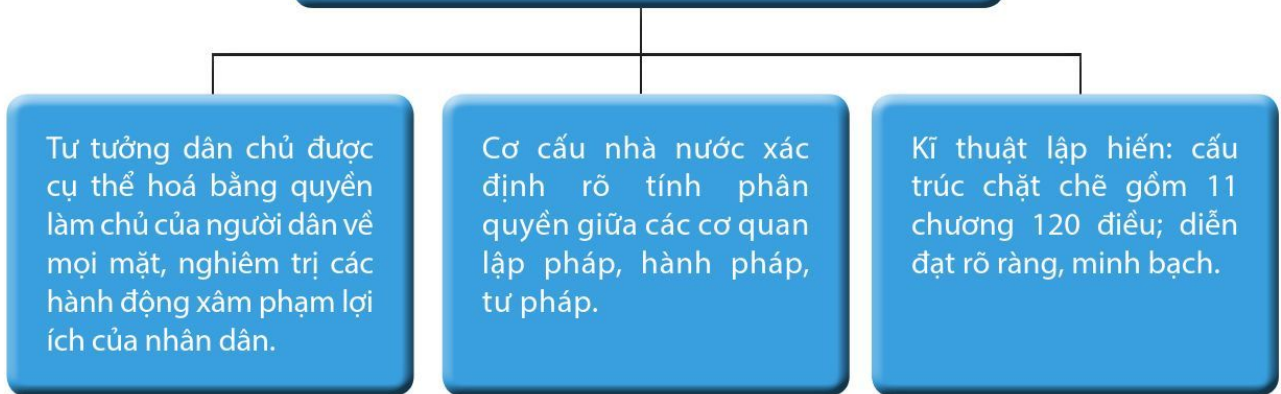 Tư tưởng dân chủ được
cụ thể hoá bằng quyền
làm chủ của người dân về
mọi mặt, nghiêm trị các
hành động xâm phạm lợi
ích của nhân dân.
Cơ cấu nhà nước xác
định rõ tính phân
quyền giữa các cơ quan
lập pháp, hành pháp,
tư pháp.
Kĩ thuật lập hiến: cấu
trúc chặt chẽ gồm 11
chương 120 điều; diễn
đạt rõ ràng, minh bạch.